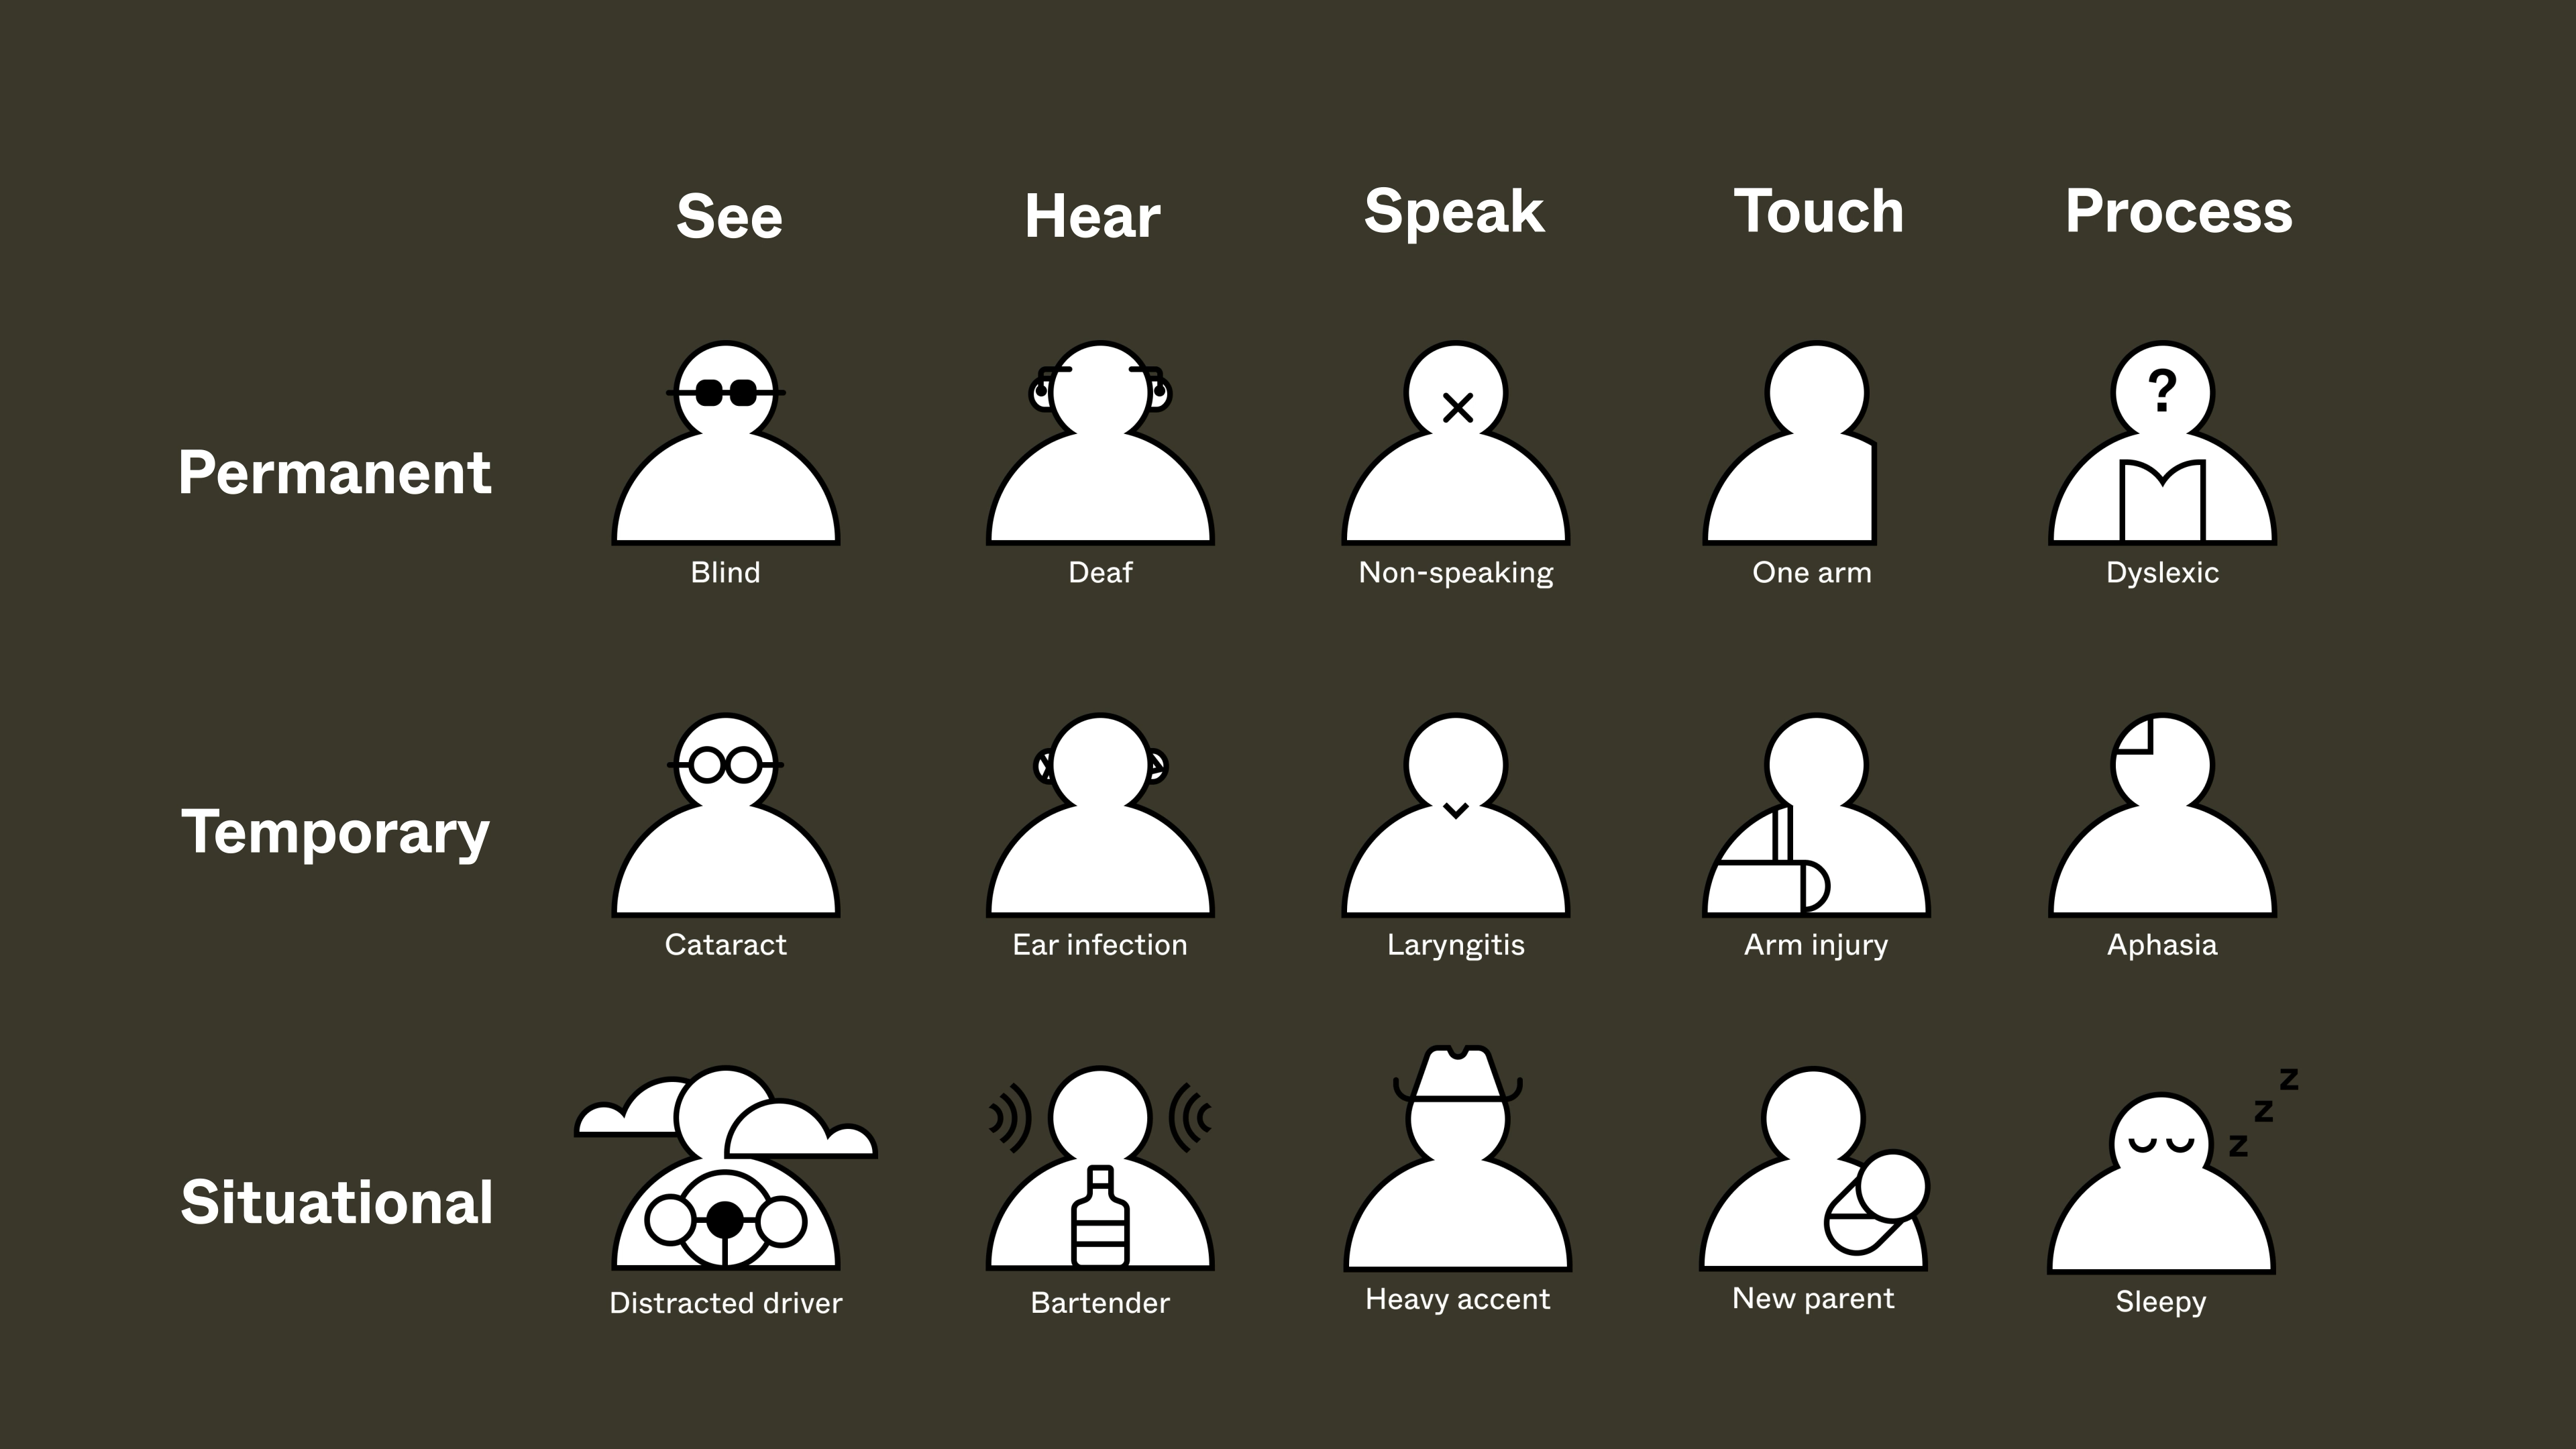 See Hear Speak Touch Process
Permanent
?
Blind Deaf Non-speaking One arm Dyslexic
Temporary
Cataract Ear infection Laryngitis Arm injury Aphasia
z
z
z
Situational
Distracted driver Bartender Heavy accent New parent Sleepy